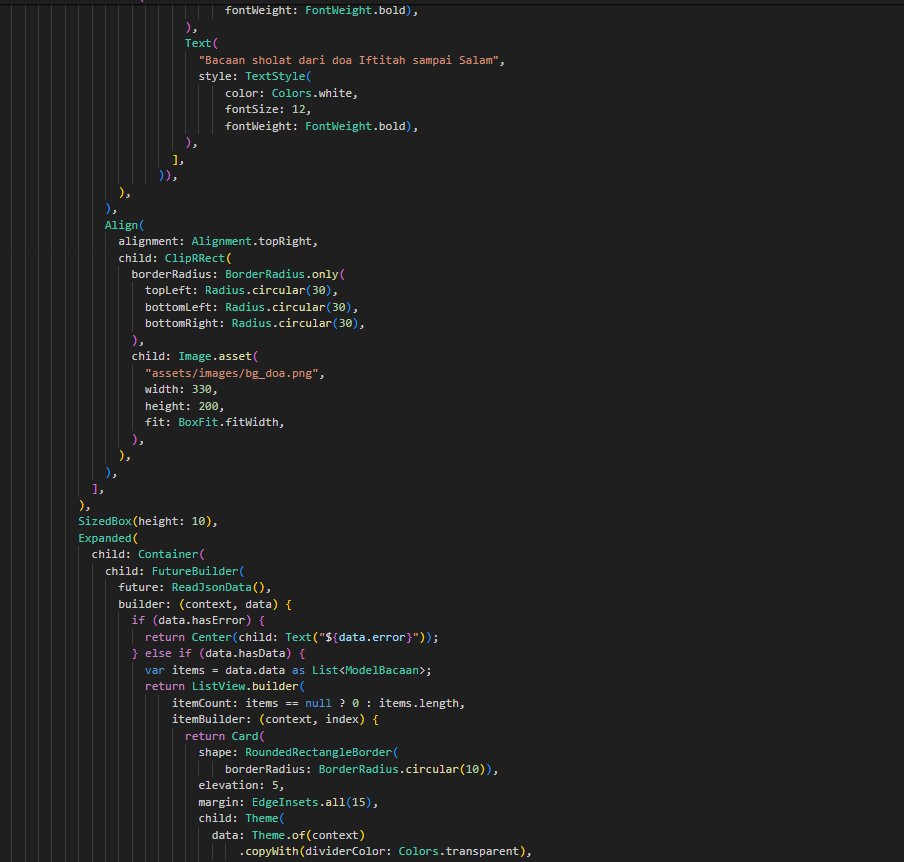 fontWeight: FontWeight.bold),
),
Text(
"Bacaan sholat dari doa Iftitah sampai Salam",
style: TextStyle(
color: Colors.white,
fontSize: 12,
fontWeight: FontWeight.bold),
),
],
)),
),
),
Align(
alignment: Alignment.topRight,
child: ClipRRect(
borderRadius: BorderRadius.only(
topLeft: Radius.circular(30),
bottomLeft: Radius.circular(30),
bottomRight: Radius.circular(30),
),
child: Image.asset(
"assets/images/bg_doa.png",
width: 330,
height: 200,
fit: BoxFit.fitWidth,
),
),
),
],
),
SizedBox(height: 10),
Expanded(
child: Container(
child: FutureBuilder(
future: ReadJsonData(),
builder: (context, data) {
if (data.hasError) {
return Center(child: Text("${data.error}"));
} else if (data.hasData) {
var items = data.data as List<ModelBacaan>;
return ListView.builder(
itemCount: items == null ? 0 : items.length,
itemBuilder: (context, index) {
return Card(
shape: RoundedRectangleBorder(
borderRadius: BorderRadius.circular(10)),
elevation: 5,
margin: EdgeInsets.all(15),
child: Theme(
data: Theme.of(context)
.copyWith(dividerColor: Colors.transparent),